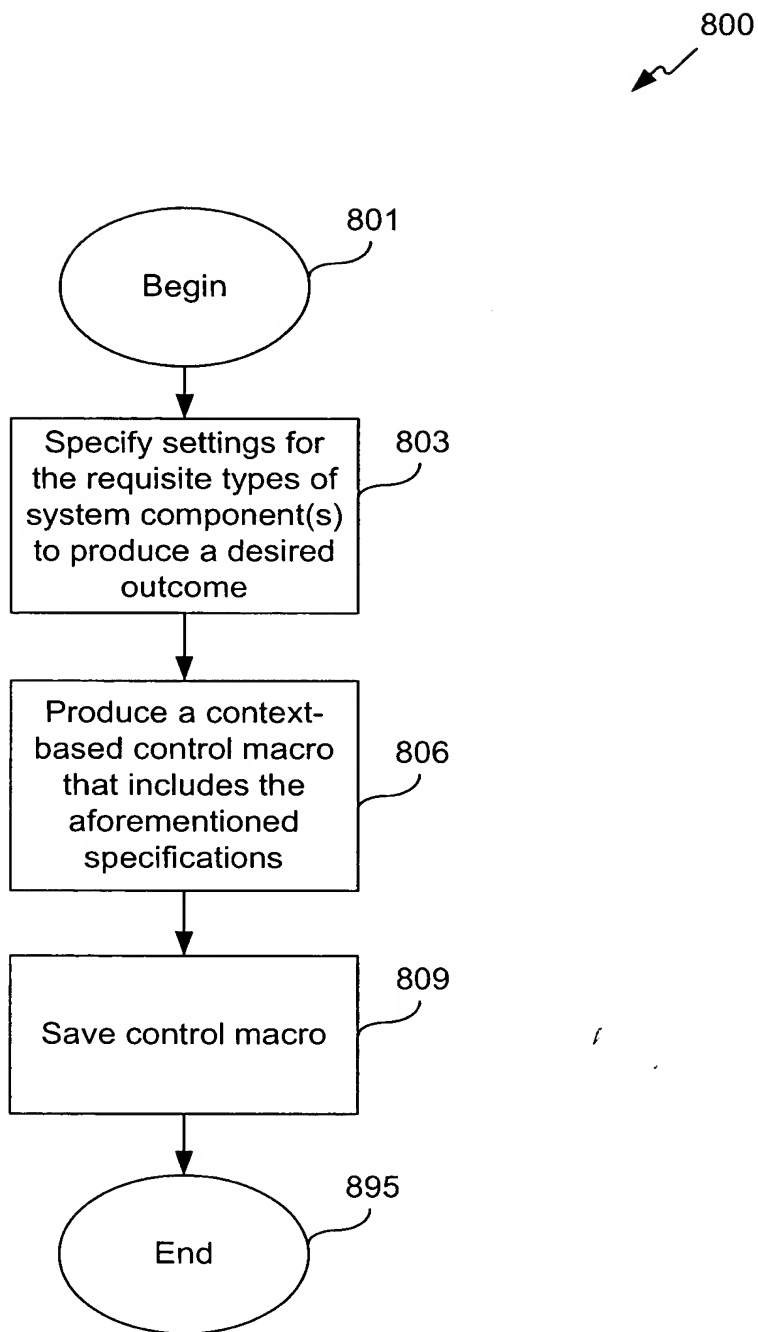 800
801
Begin
Specify settings for
the requisite types of
system component(s)
to produce a desired
outcome
803
Produce a context-
based control macro
that includes the
aforementioned
specifications
806
809
Save control macro
895
End